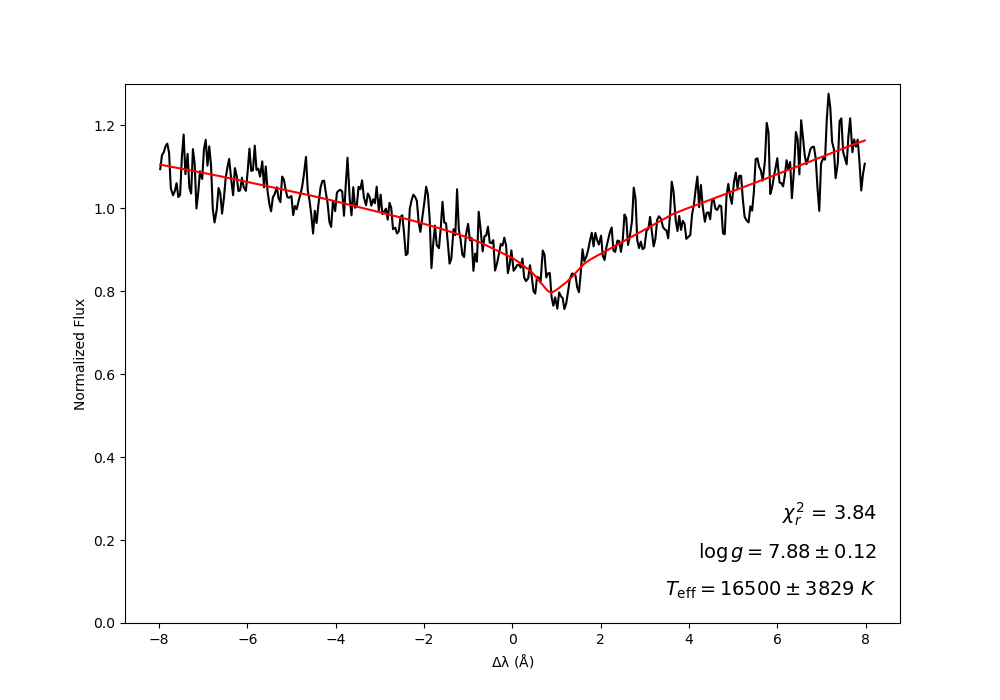 1.2
1.0
0.8
0.6
0.4
0.2
0.0
Normalized Flux
χ²ᵣ = 3.84
log g = 7.88 ± 0.12
T_eff = 16500 ± 3829 K
−8 −6 −4 −2 0 2 4 6 8
Δλ (Å)